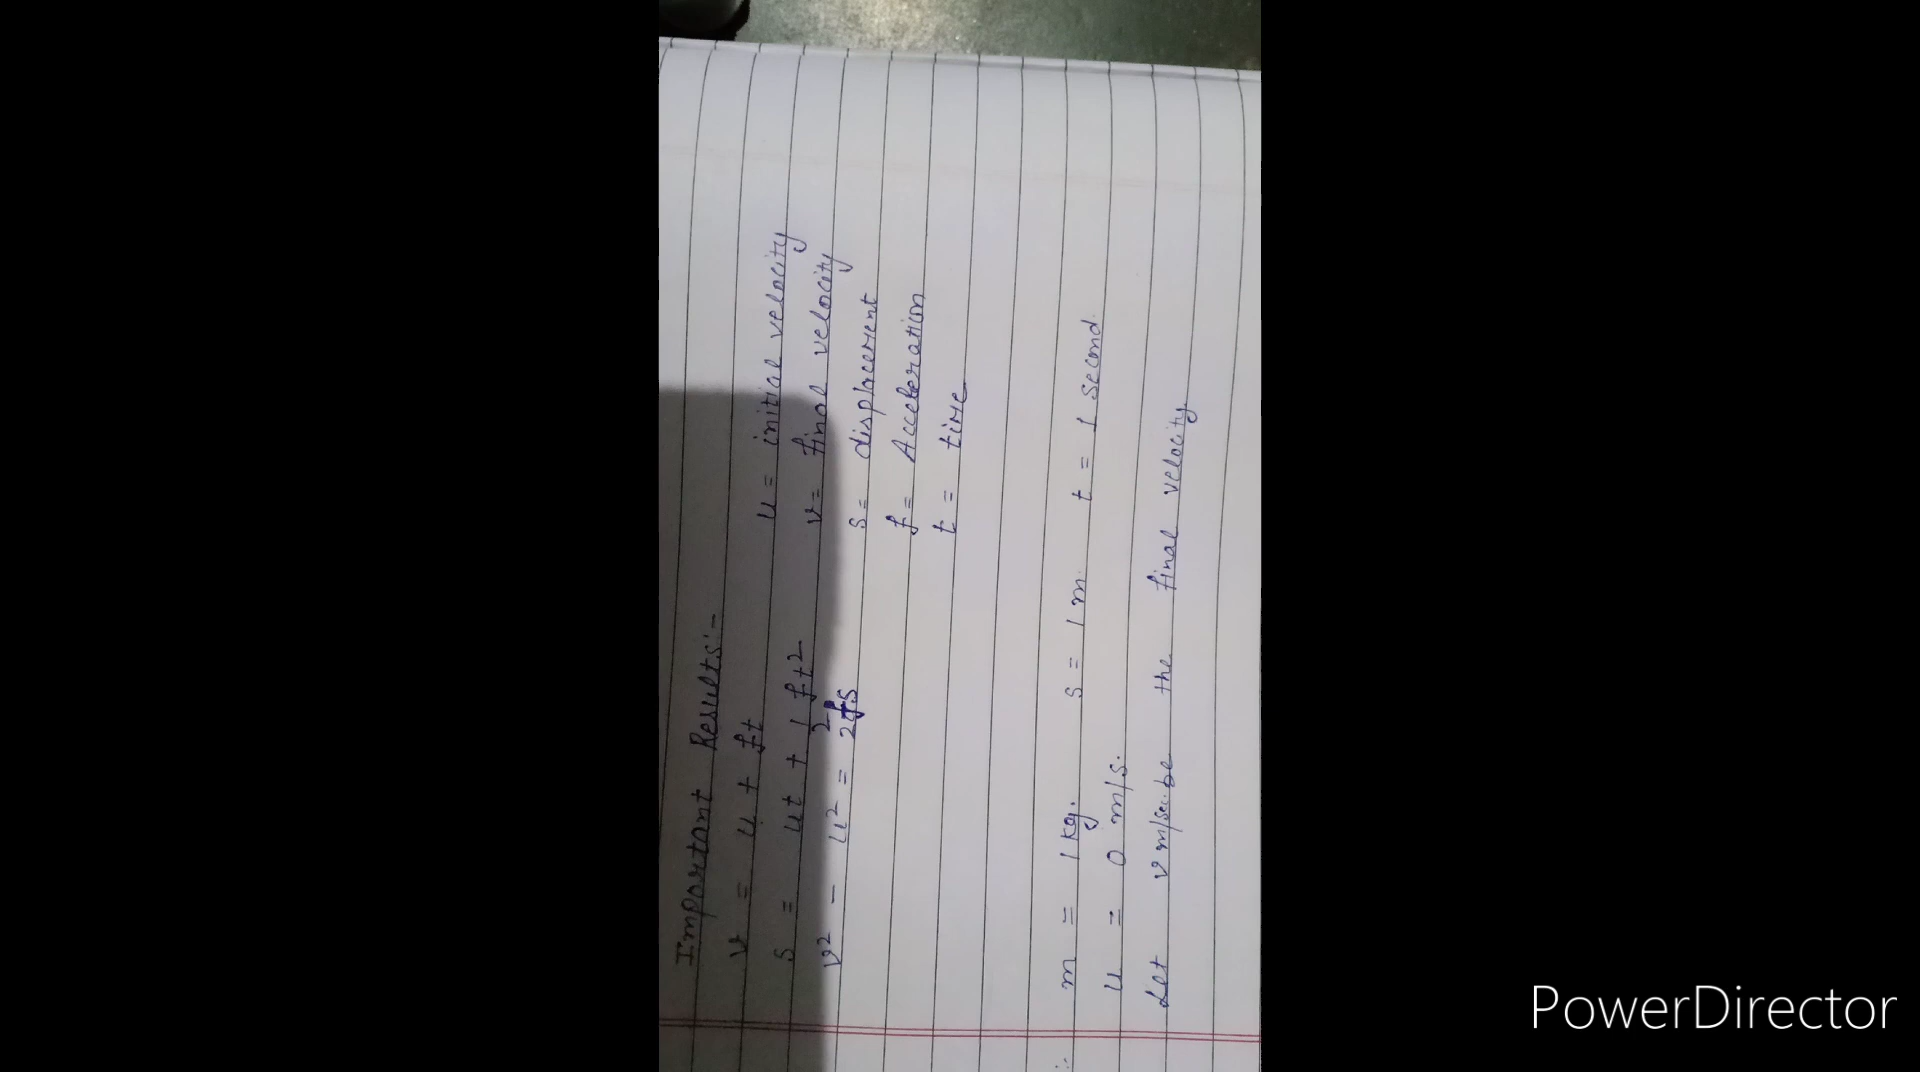 Important Results:-
v = u + ft
u = initial velocity
s = ut + 1/2 ft²
v = final velocity
v² - u² = 2fs
s = displacement
f = Acceleration
t = time
∴ m = 1 kg. s = 1 m. t = 1 second.
u = 0 m/s.
Let v m/sec. be the final velocity.
PowerDirector